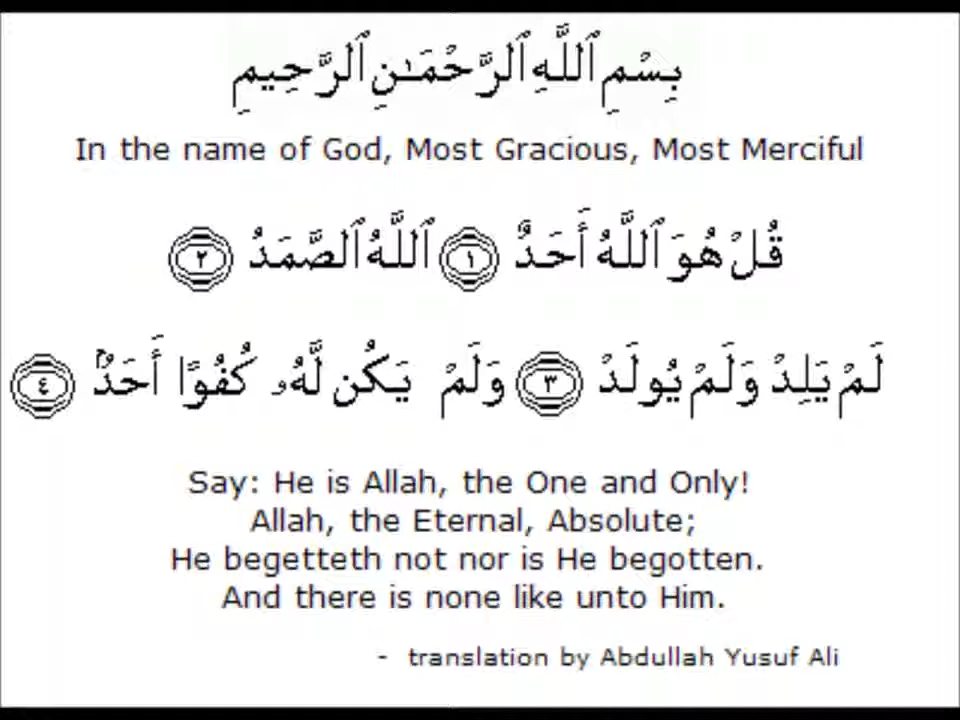 بِسْمِ ٱللَّهِ ٱلرَّحْمَـٰنِ ٱلرَّحِيمِ
In the name of God, Most Gracious, Most Merciful
قُلْ هُوَ ٱللَّهُ أَحَدٌ ١ ٱللَّهُ ٱلصَّمَدُ ٢
لَمْ يَلِدْ وَلَمْ يُولَدْ ٣ وَلَمْ يَكُن لَّهُۥ كُفُوًا أَحَدٌۢ ٤
Say: He is Allah, the One and Only!
Allah, the Eternal, Absolute;
He begetteth not nor is He begotten.
And there is none like unto Him.
- translation by Abdullah Yusuf Ali